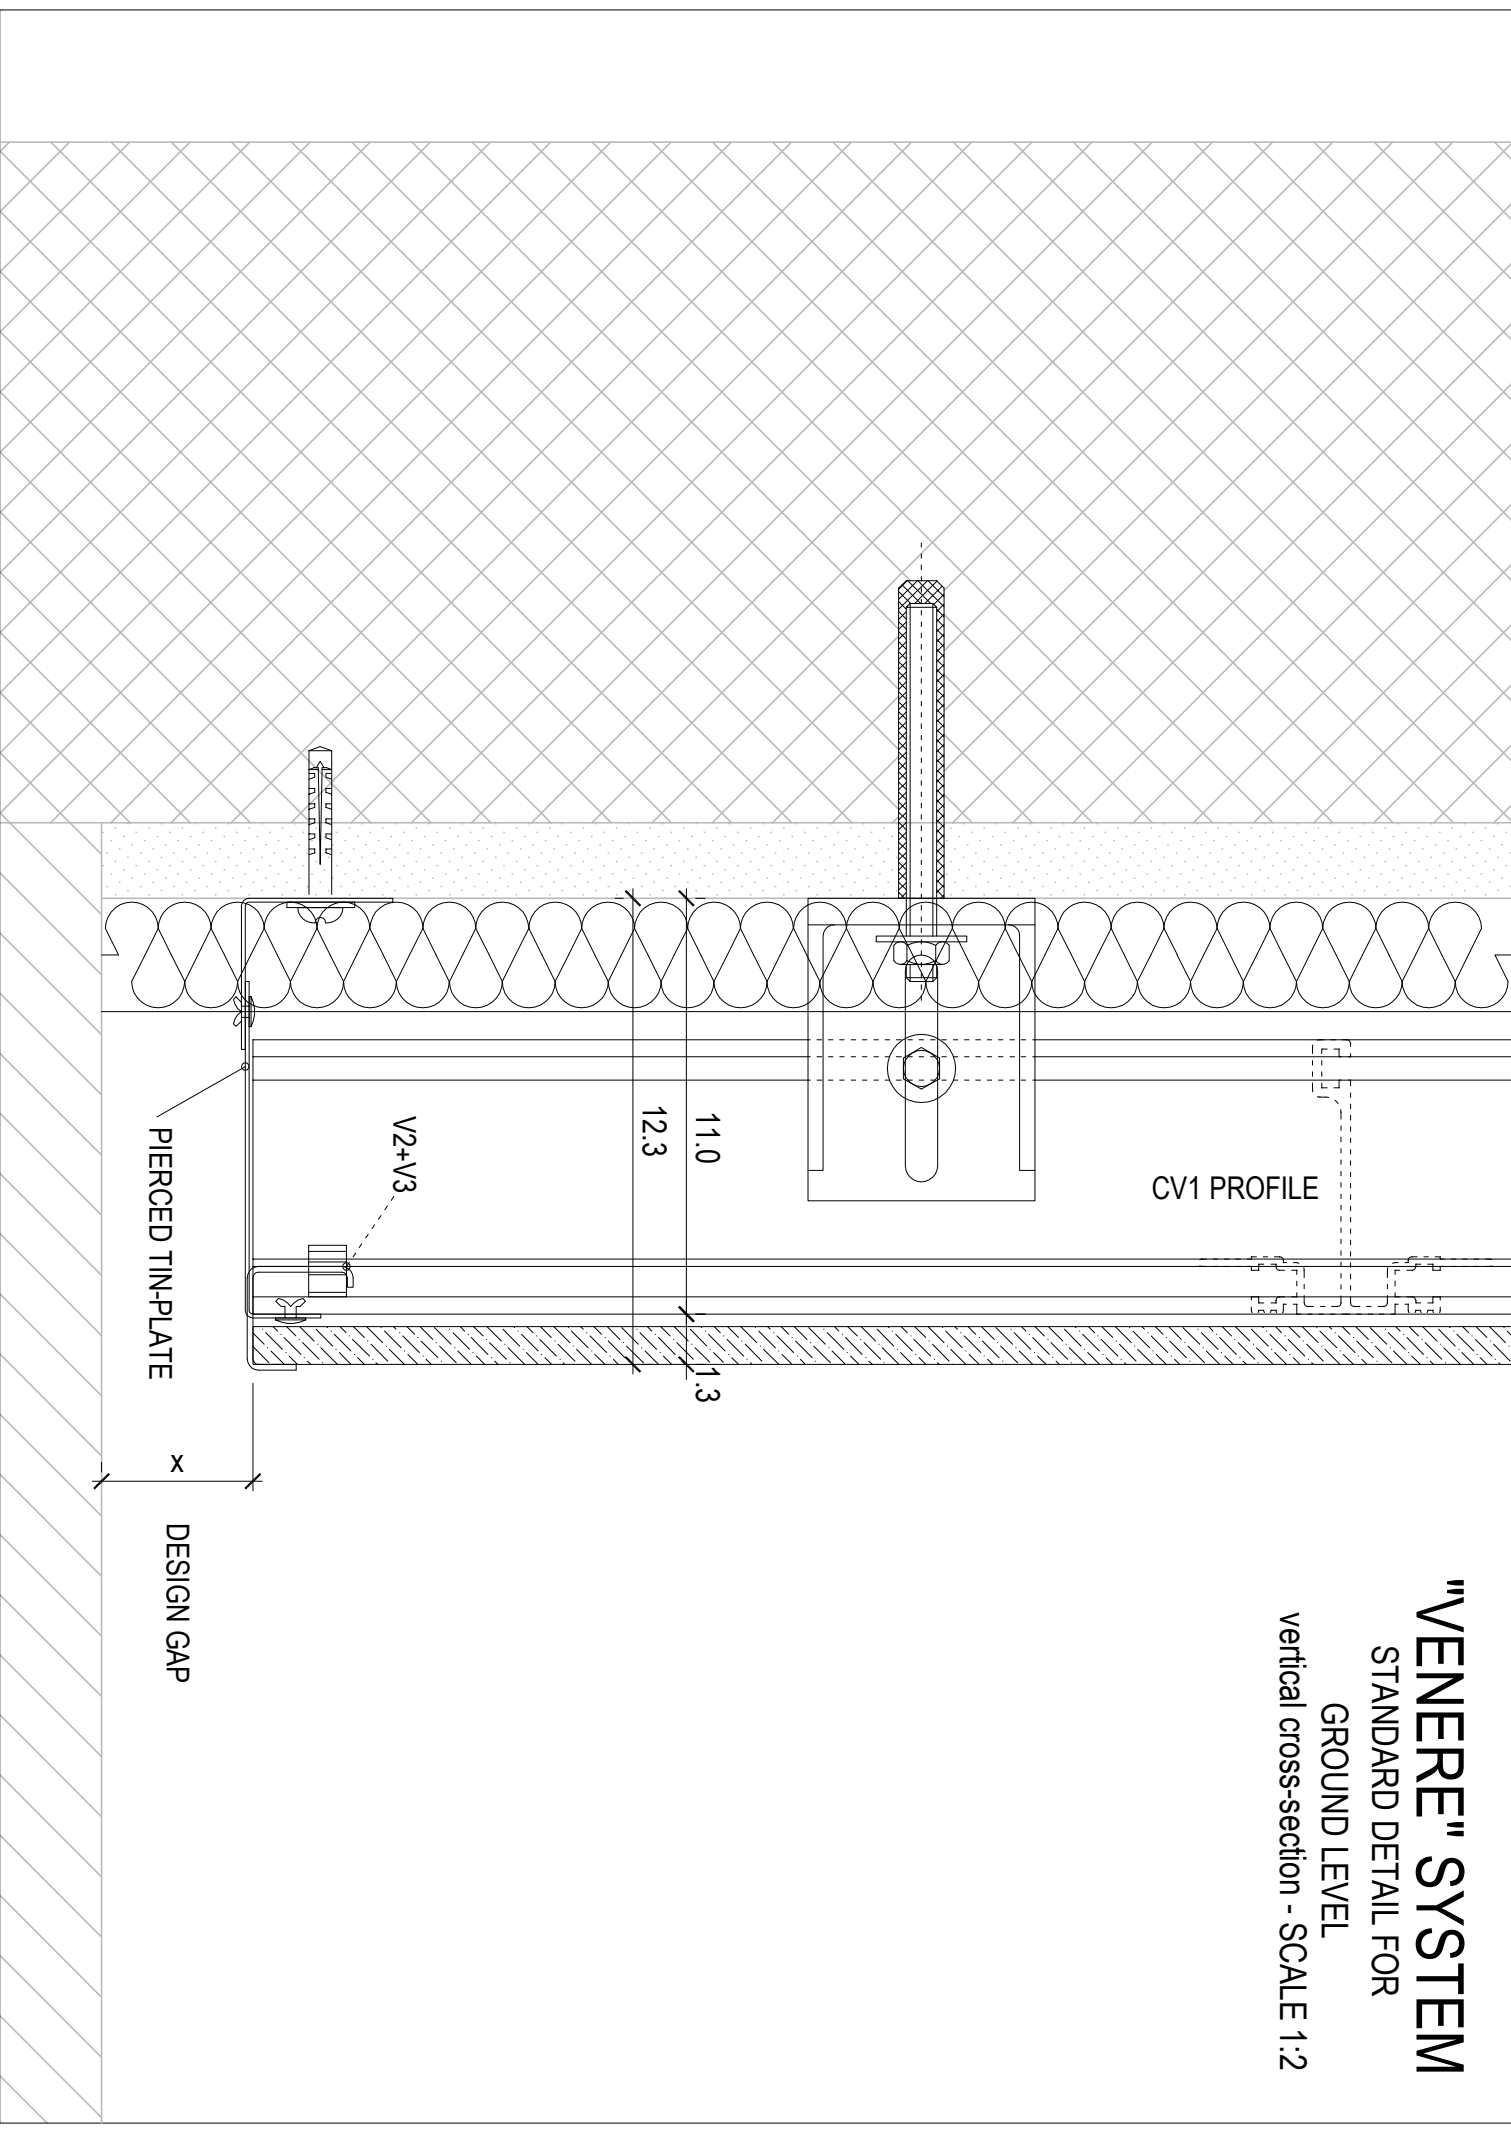 "VENERE" SYSTEM
STANDARD DETAIL FOR
GROUND LEVEL
vertical cross-section - SCALE 1:2
CV1 PROFILE
11.0
1.3
12.3
V2+V3
PIERCED TIN-PLATE
x
DESIGN GAP